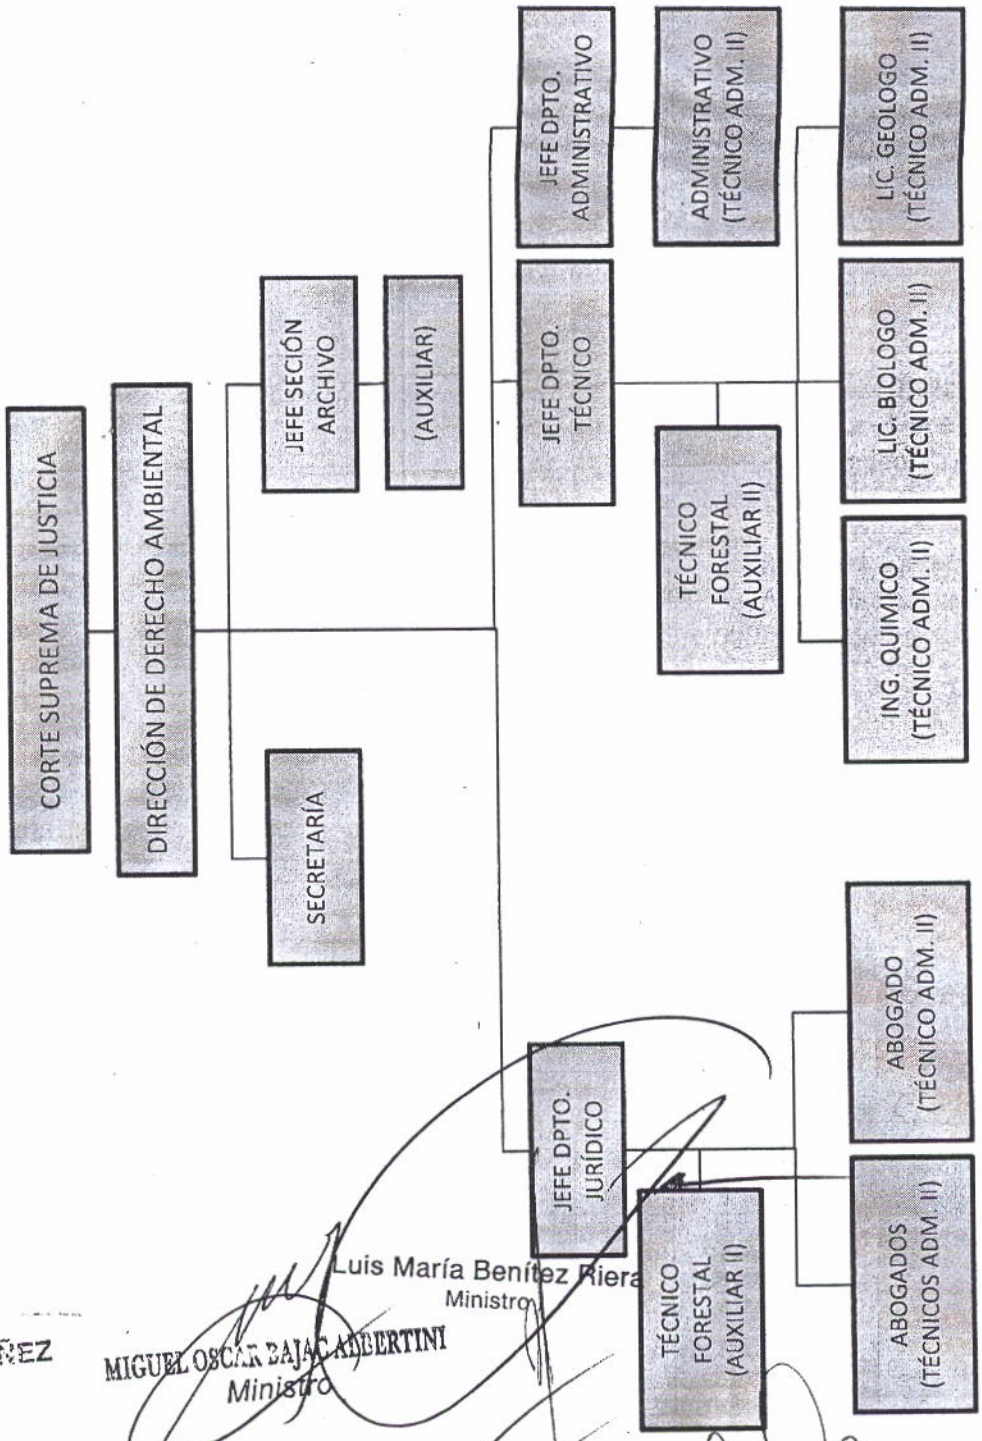 CORTE SUPREMA DE JUSTICIA
DIRECCIÓN DE DERECHO AMBIENTAL
SECRETARÍA
JEFE SECIÓN
ARCHIVO
(AUXILIAR)
JEFE DPTO.
JURÍDICO
JEFE DPTO.
TÉCNICO
JEFE DPTO.
ADMINISTRATIVO
TÉCNICO
FORESTAL
(AUXILIAR II)
TÉCNICO
FORESTAL
(AUXILIAR II)
ADMINISTRATIVO
(TÉCNICO ADM. II)
ABOGADOS
(TÉCNICOS ADM. II)
ABOGADO
(TÉCNICO ADM. II)
ING. QUIMICO
(TÉCNICO ADM. II)
LIC. BIOLOGO
(TÉCNICO ADM. II)
LIC. GEOLOGO
(TÉCNICO ADM. II)
Luis María Benítez Riera
Ministro
MIGUEL OSCAR BAJAC ALBERTINI
Ministro
ÑEZ